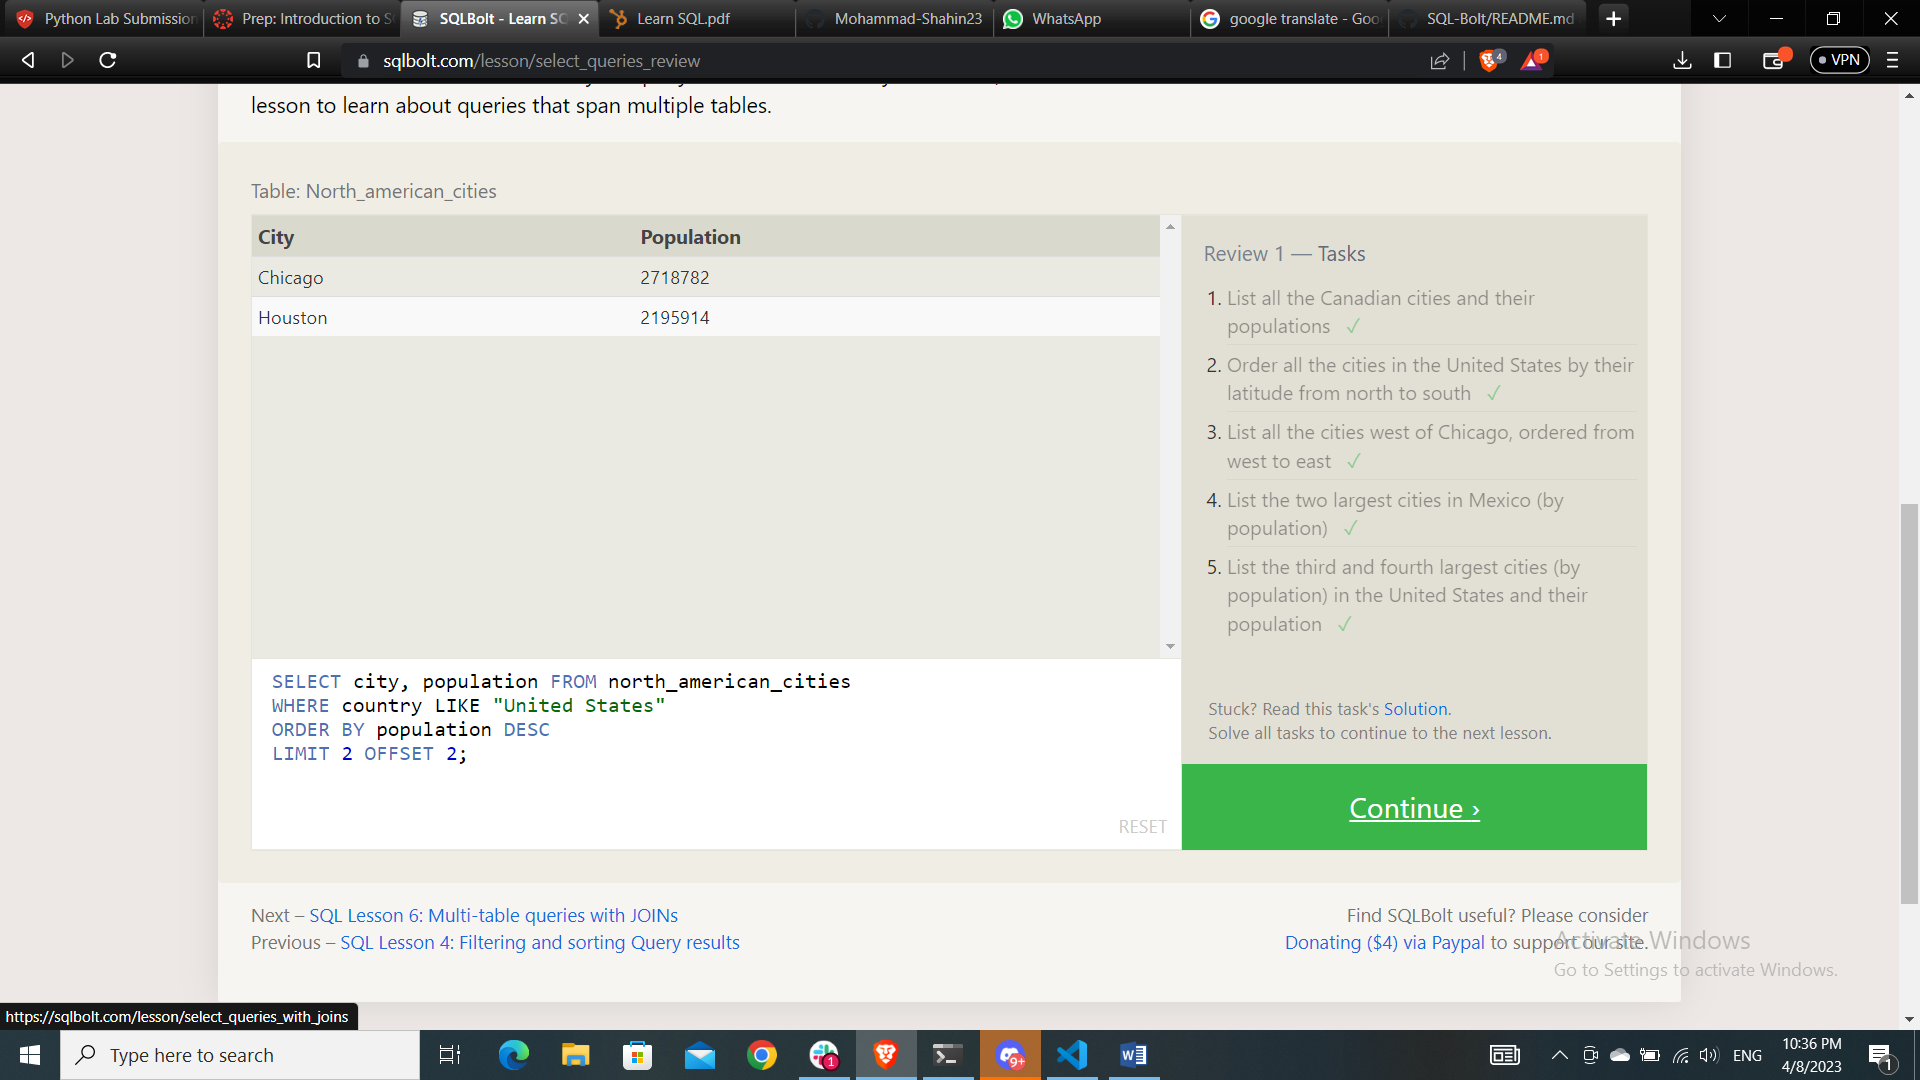 Python Lab Submission
Prep: Introduction to S
SQLBolt - Learn SQ
Learn SQL.pdf
Mohammad-Shahin23
WhatsApp
google translate - Goo
SQL-Bolt/README.md
sqlbolt.com/lesson/select_queries_review
4
1
VPN
lesson to learn about queries that span multiple tables.
Table: North_american_cities
City Population
Chicago 2718782
Houston 2195914
SELECT city, population FROM north_american_cities
WHERE country LIKE "United States"
ORDER BY population DESC
LIMIT 2 OFFSET 2;
RESET
Review 1 — Tasks
1. List all the Canadian cities and their
populations ✓
2. Order all the cities in the United States by their
latitude from north to south ✓
3. List all the cities west of Chicago, ordered from
west to east ✓
4. List the two largest cities in Mexico (by
population) ✓
5. List the third and fourth largest cities (by
population) in the United States and their
population ✓
Stuck? Read this task's Solution.
Solve all tasks to continue to the next lesson.
Continue ›
Next – SQL Lesson 6: Multi-table queries with JOINs
Previous – SQL Lesson 4: Filtering and sorting Query results
Find SQLBolt useful? Please consider
Donating ($4) via Paypal to support our site.
Activate Windows
Go to Settings to activate Windows.
https://sqlbolt.com/lesson/select_queries_with_joins
Type here to search
1
9+
ENG
10:36 PM
4/8/2023
1